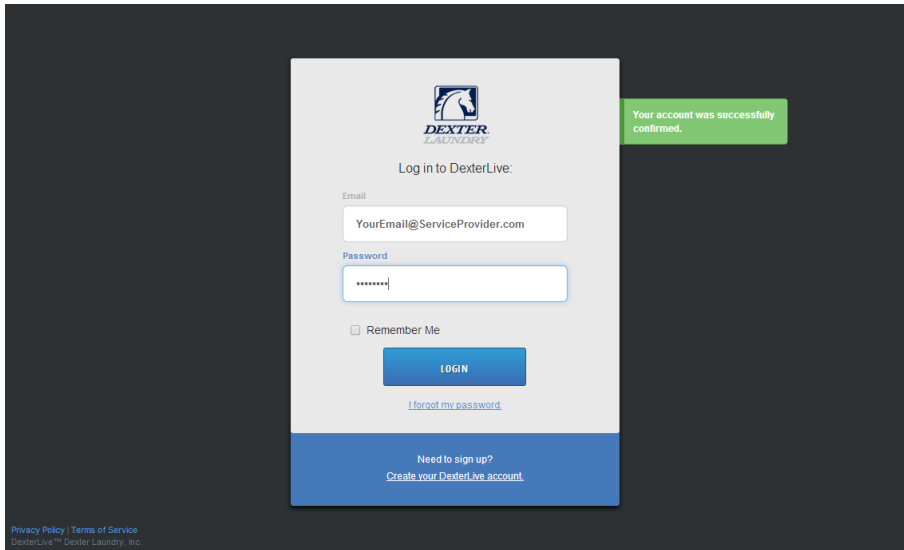 DEXTER
LAUNDRY
Your account was successfully
confirmed.
Log in to DexterLive:
Email
YourEmail@ServiceProvider.com
Password
••••••••
Remember Me
LOGIN
I forgot my password.
Need to sign up?
Create your DexterLive account.
Privacy Policy | Terms of Service
DexterLive™ Dexter Laundry, Inc.